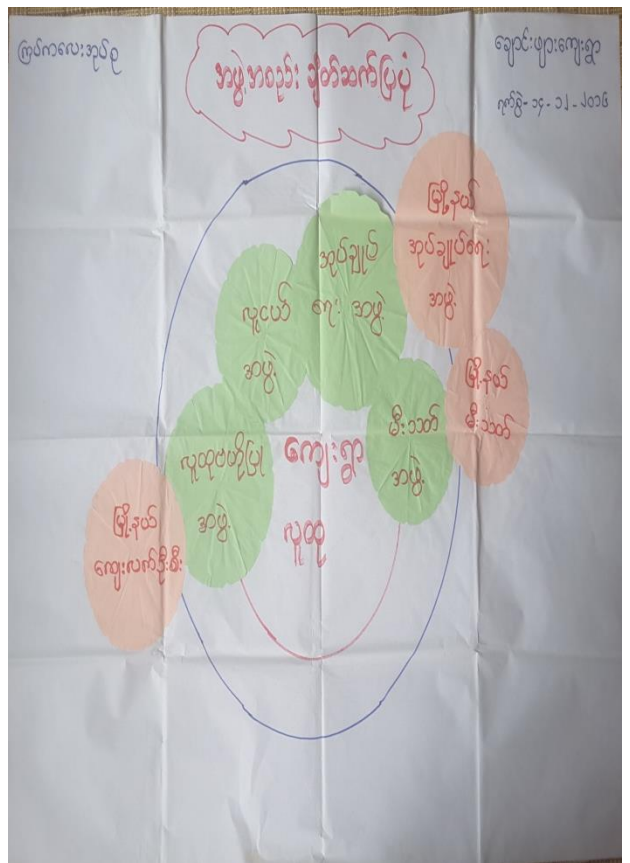 ကြပ်ကလေးအုပ်စု
ချောင်းဖျားကျေးရွာ
ရက်စွဲ- ၁၄ - ၁၂ - ၂၀၁၆
အဖွဲ့အစည်း ချိတ်ဆက်ပြပုံ
မြို့နယ်
အုပ်ချုပ်ရေး
အဖွဲ့
အုပ်ချုပ်
ရေး အဖွဲ့
လူငယ်
အဖွဲ့
မြို့နယ်
မီးသတ်
မီးသတ်
အဖွဲ့
လူထုဗဟိုပြု
အဖွဲ့
ကျေးရွာ
လူထု
မြို့နယ်
ကျေးလက်ဦးစီး